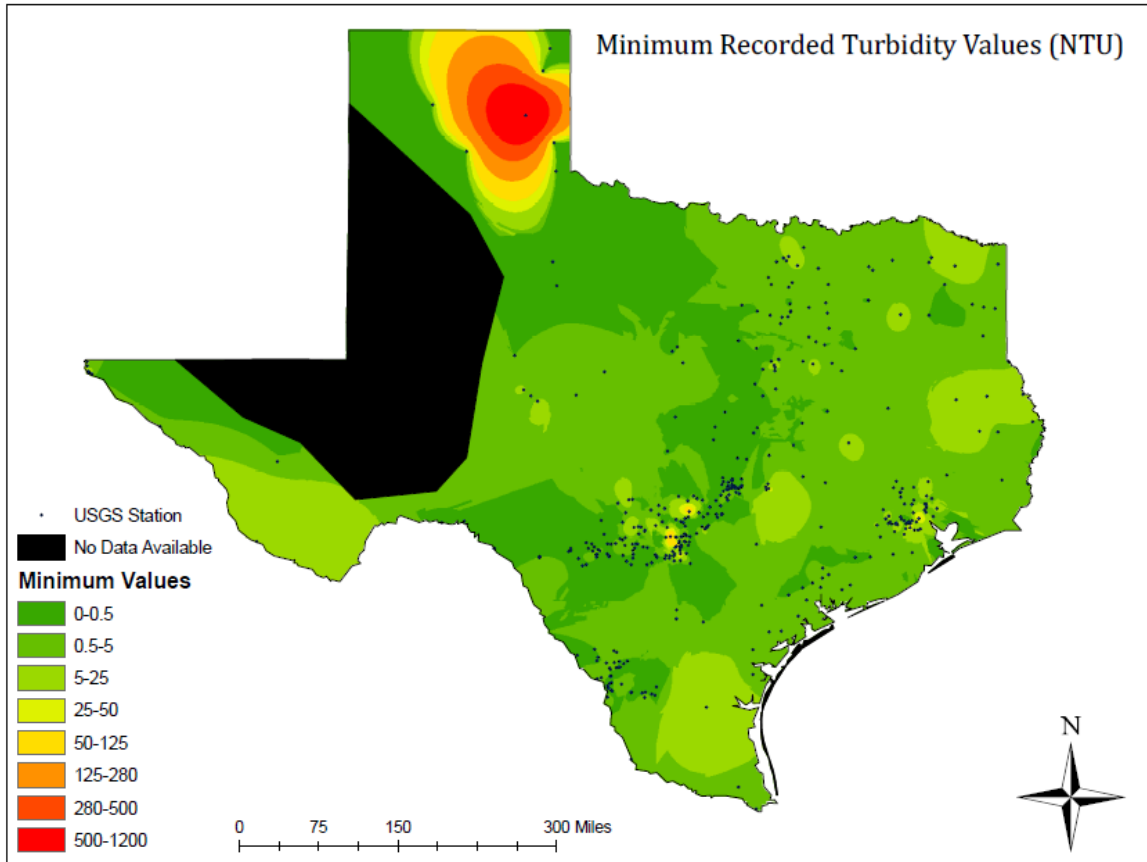 Minimum Recorded Turbidity Values (NTU)
USGS Station
No Data Available
Minimum Values
0-0.5
0.5-5
5-25
25-50
50-125
125-280
280-500
500-1200
0 75 150 300 Miles
N